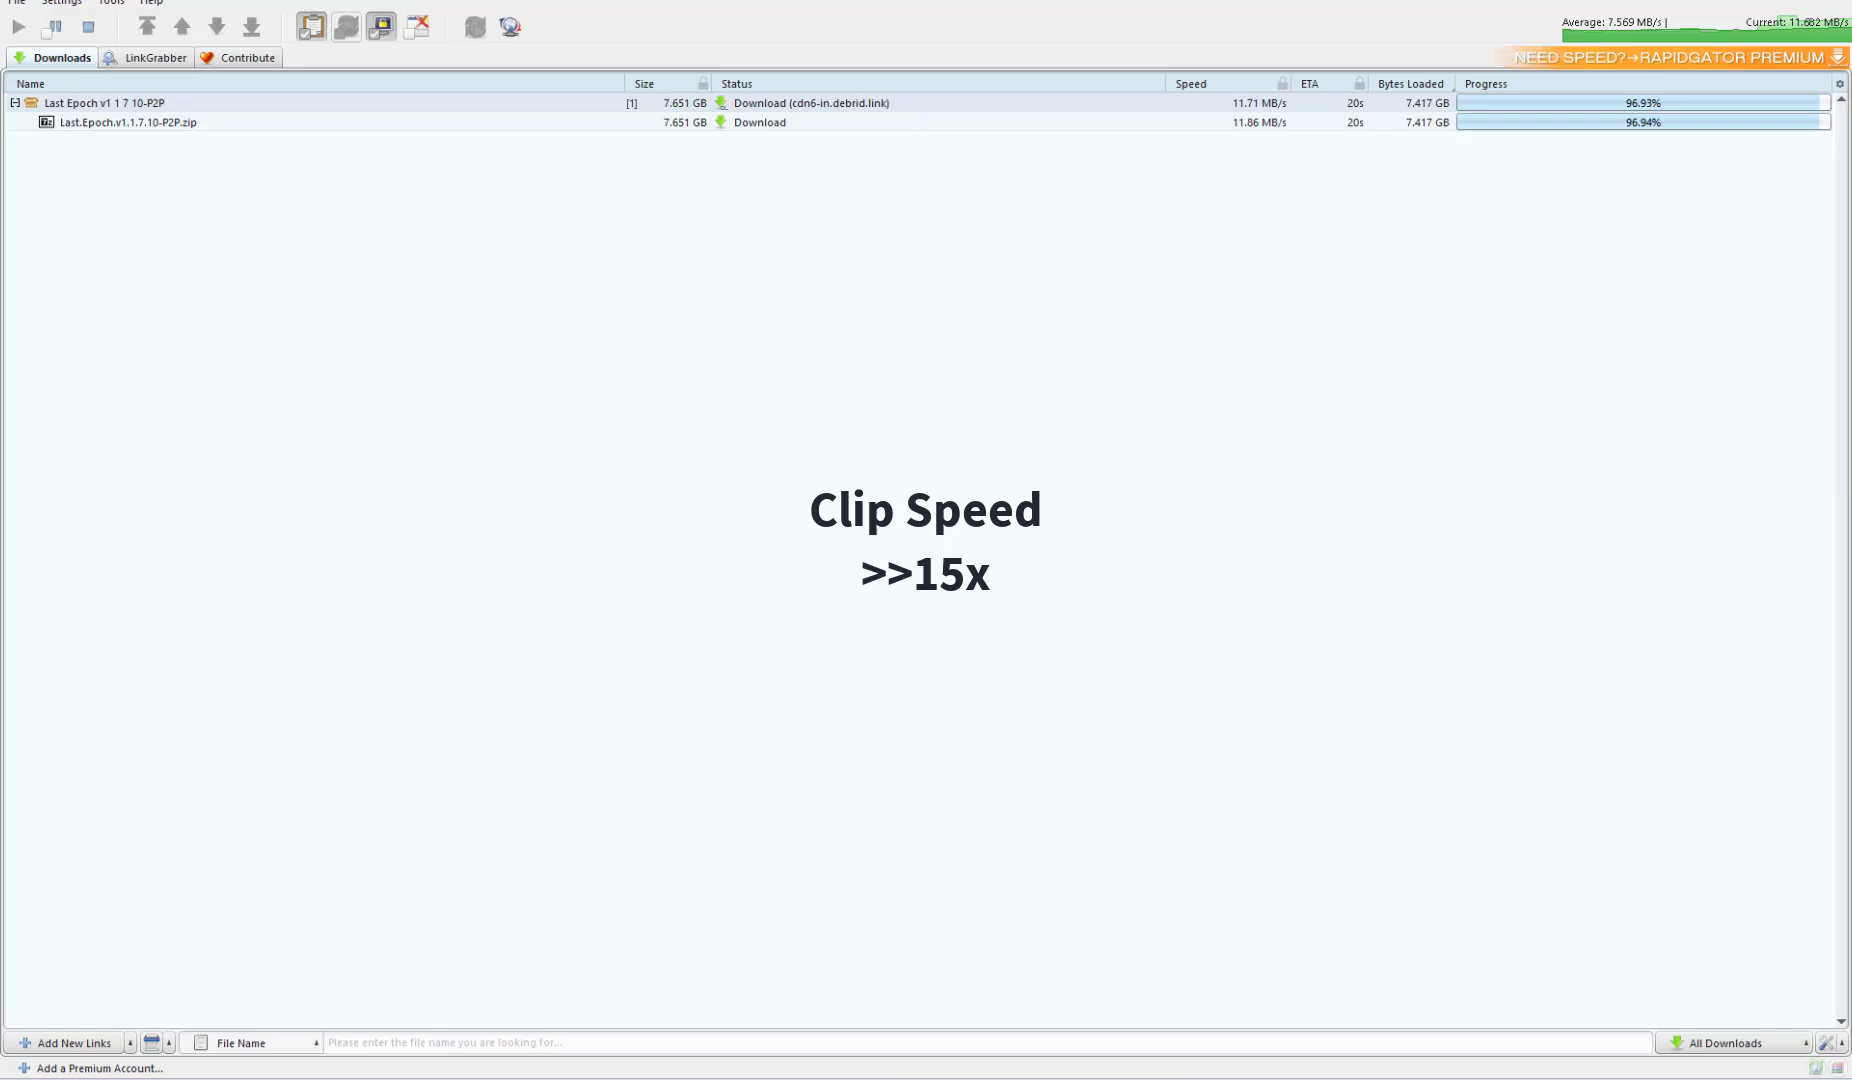 File Settings Tools Help
Average: 7.569 MB/s | Current: 11.682 MB/s
Downloads LinkGrabber Contribute NEED SPEED?→RAPIDGATOR PREMIUM
Name Size Status Speed ETA Bytes Loaded Progress
Last Epoch v1 1 7 10-P2P [1] 7.651 GB Download (cdn6-in.debrid.link) 11.71 MB/s 20s 7.417 GB 96.93%
Last.Epoch.v1.1.7.10-P2P.zip 7.651 GB Download 11.86 MB/s 20s 7.417 GB 96.94%
Clip Speed
>>15x
Add New Links File Name Please enter the file name you are looking for... All Downloads
Add a Premium Account...